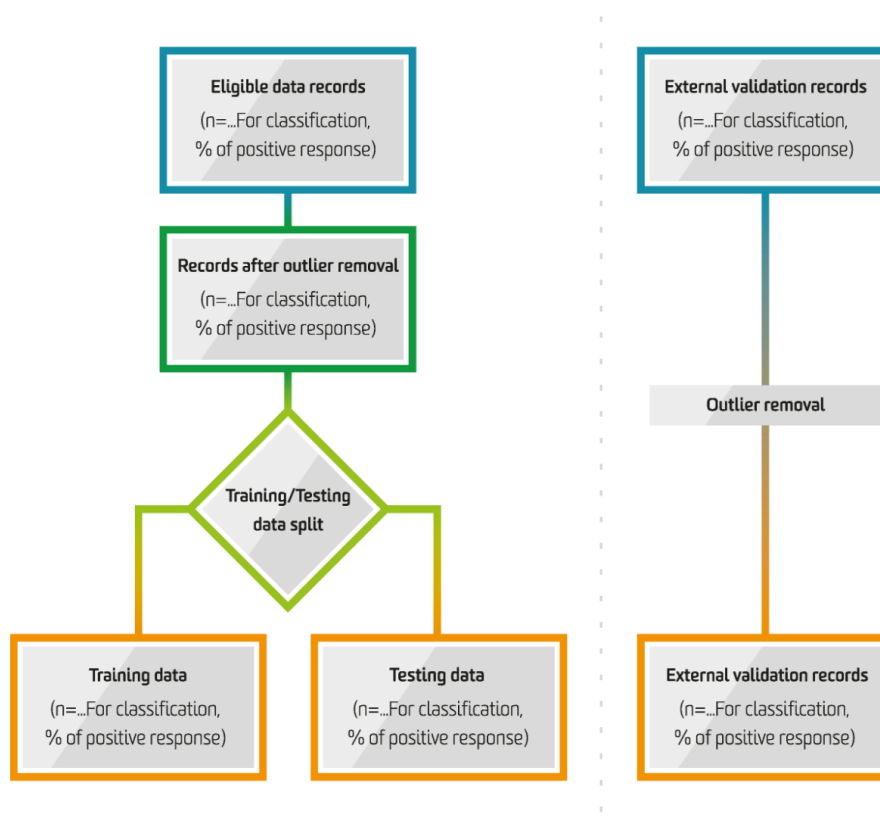 Eligible data records
(n=...For classification,
% of positive response)
Records after outlier removal
(n=...For classification,
% of positive response)
Training/Testing
data split
Training data
(n=...For classification,
% of positive response)
Testing data
(n=...For classification,
% of positive response)
External validation records
(n=...For classification,
% of positive response)
Outlier removal
External validation records
(n=...For classification,
% of positive response)